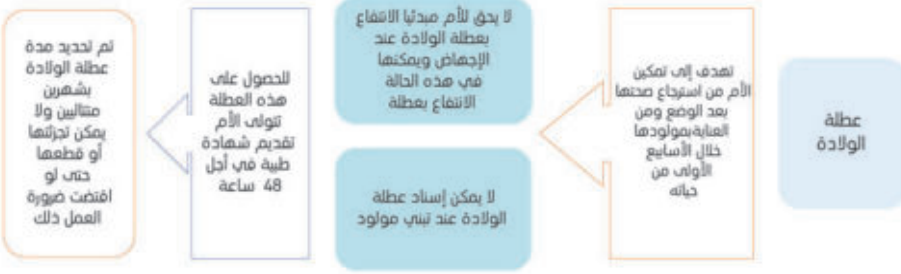 عطلة
الولادة
تهدف إلى تمكين
الأم من استرجاع صحتها
بعد الوضع ومن
العناية بمولودها
خلال الأسابيع
الأولى من
حياته
لا يحق للأم مبدئيا الانتفاع
بعطلة الولادة عند
الإجهاض ويمكنها
في هذه الحالة
الانتفاع بعطلة
لا يمكن إسناد عطلة
الولادة عند تبني مولود
للحصول على
هذه العطلة
تتولى الأم
تقديم شهادة
طبية في أجل
48 ساعة
تم تحديد مدة
عطلة الولادة
بشهرين
متتاليين ولا
يمكن تجزئتها
أو قطعها
حتى لو
اقتضت ضرورة
العمل ذلك